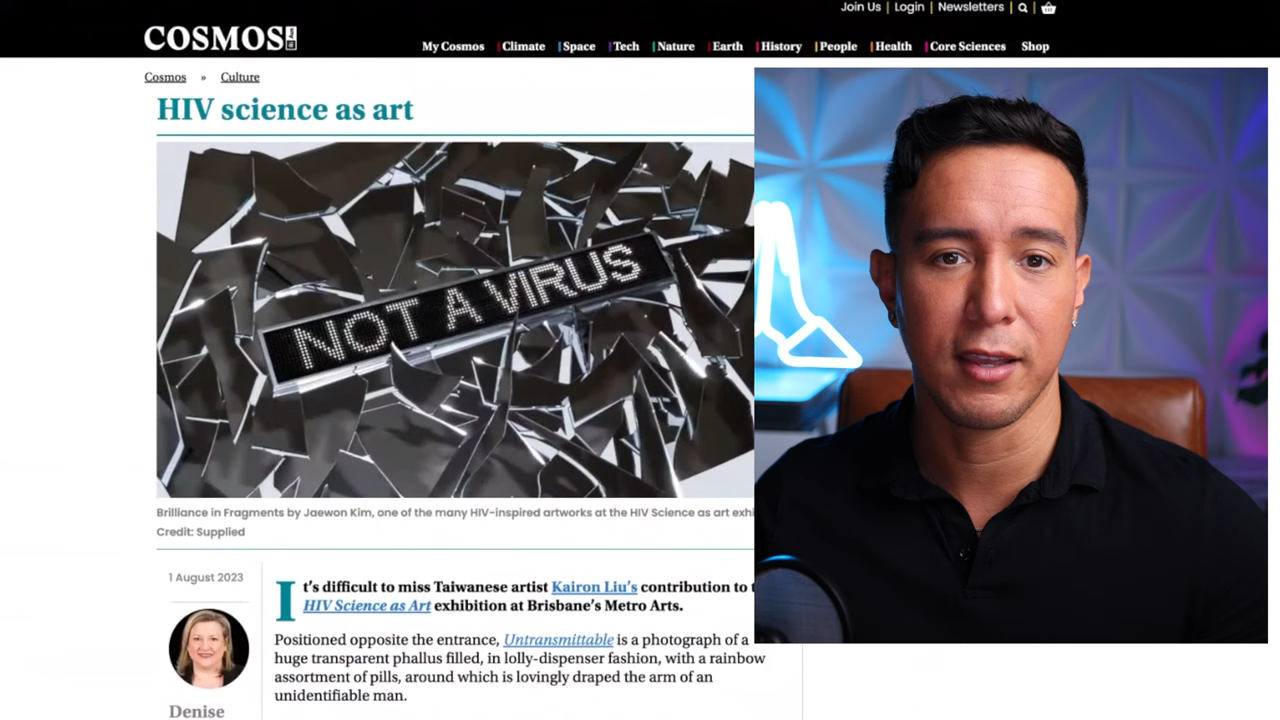 Join Us | Login | Newsletters
COSMOS
My Cosmos Climate Space Tech Nature Earth History People Health Core Sciences Shop
Cosmos » Culture
HIV science as art
NOT A VIRUS
Brilliance in Fragments by Jaewon Kim, one of the many HIV-inspired artworks at the HIV Science as art exhi
Credit: Supplied
1 August 2023
It's difficult to miss Taiwanese artist Kairon Liu's contribution to t
HIV Science as Art exhibition at Brisbane's Metro Arts.
Positioned opposite the entrance, Untransmittable is a photograph of a
huge transparent phallus filled, in lolly-dispenser fashion, with a rainbow
assortment of pills, around which is lovingly draped the arm of an
unidentifiable man.
Denise